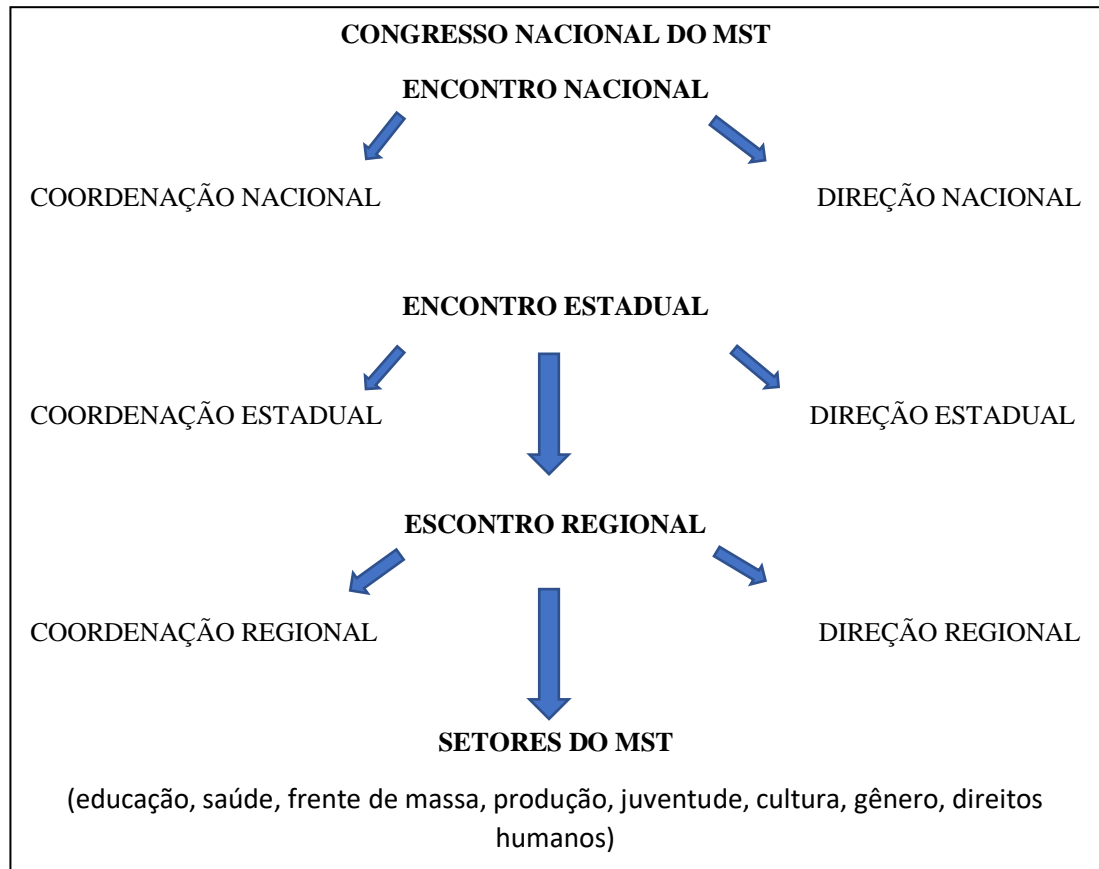 CONGRESSO NACIONAL DO MST
ENCONTRO NACIONAL
COORDENAÇÃO NACIONAL
DIREÇÃO NACIONAL
ENCONTRO ESTADUAL
COORDENAÇÃO ESTADUAL
DIREÇÃO ESTADUAL
ESCONTRO REGIONAL
COORDENAÇÃO REGIONAL
DIREÇÃO REGIONAL
SETORES DO MST
(educação, saúde, frente de massa, produção, juventude, cultura, gênero, direitos
humanos)